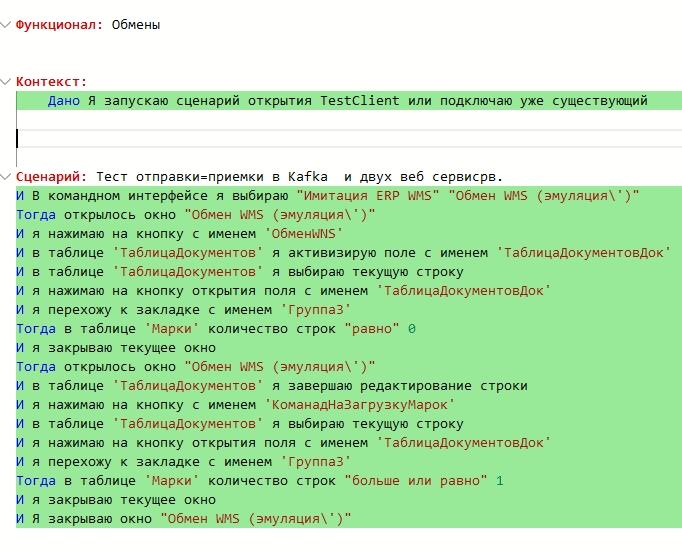 Функционал: Обмены
Контекст:
Дано Я запускаю сценарий открытия TestClient или подключаю уже существующий
Сценарий: Тест отправки=приемки в Kafka  и двух веб сервисрв.
И В командном интерфейсе я выбираю "Имитация ERP WMS" "Обмен WMS (эмуляция\')"
Тогда открылось окно "Обмен WMS (эмуляция\')"
И я нажимаю на кнопку с именем 'ОбменWNS'
И в таблице 'ТаблицаДокументов' я активизирую поле с именем 'ТаблицаДокументовДок'
И в таблице 'ТаблицаДокументов' я выбираю текущую строку
И я нажимаю на кнопку открытия поля с именем 'ТаблицаДокументовДок'
И я перехожу к закладке с именем 'Группа3'
Тогда в таблице 'Марки' количество строк "равно" 0
И я закрываю текущее окно
Тогда открылось окно "Обмен WMS (эмуляция\')"
И в таблице 'ТаблицаДокументов' я завершаю редактирование строки
И я нажимаю на кнопку с именем 'КоманадНаЗагрузкуМарок'
И в таблице 'ТаблицаДокументов' я выбираю текущую строку
И я нажимаю на кнопку открытия поля с именем 'ТаблицаДокументовДок'
И я перехожу к закладке с именем 'Группа3'
Тогда в таблице 'Марки' количество строк "больше или равно" 1
И я закрываю текущее окно
И Я закрываю окно "Обмен WMS (эмуляция\')"